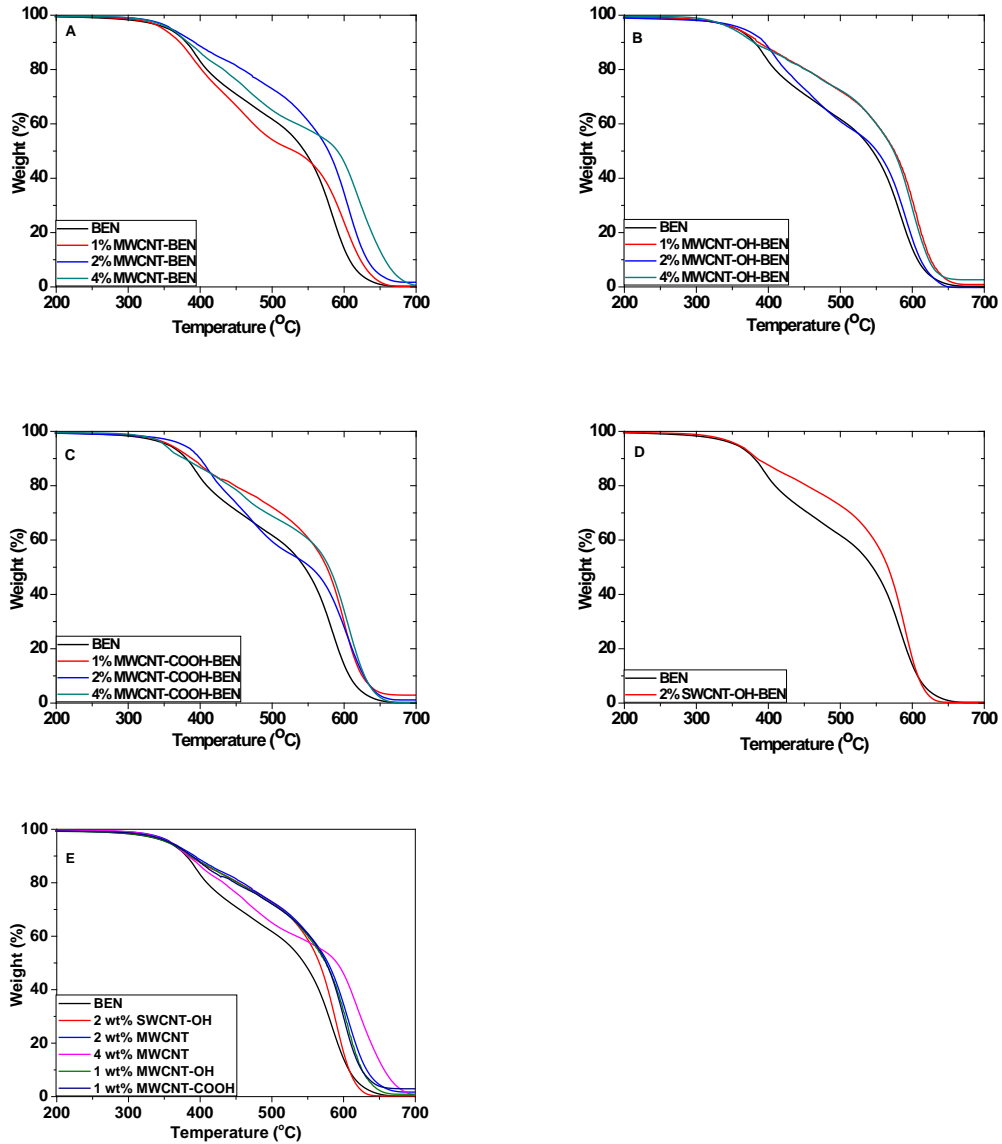 A
Weight (%)
100
80
60
40
20
0
BEN
1% MWCNT-BEN
2% MWCNT-BEN
4% MWCNT-BEN
200 300 400 500 600 700
Temperature (°C)
B
Weight (%)
100
80
60
40
20
0
BEN
1% MWCNT-OH-BEN
2% MWCNT-OH-BEN
4% MWCNT-OH-BEN
200 300 400 500 600 700
Temperature (°C)
C
Weight (%)
100
80
60
40
20
0
BEN
1% MWCNT-COOH-BEN
2% MWCNT-COOH-BEN
4% MWCNT-COOH-BEN
200 300 400 500 600 700
Temperature (°C)
D
Weight (%)
100
80
60
40
20
0
BEN
2% SWCNT-OH-BEN
200 300 400 500 600 700
Temperature (°C)
E
Weight (%)
100
80
60
40
20
0
BEN
2 wt% SWCNT-OH
2 wt% MWCNT
4 wt% MWCNT
1 wt% MWCNT-OH
1 wt% MWCNT-COOH
200 300 400 500 600 700
Temperature (°C)